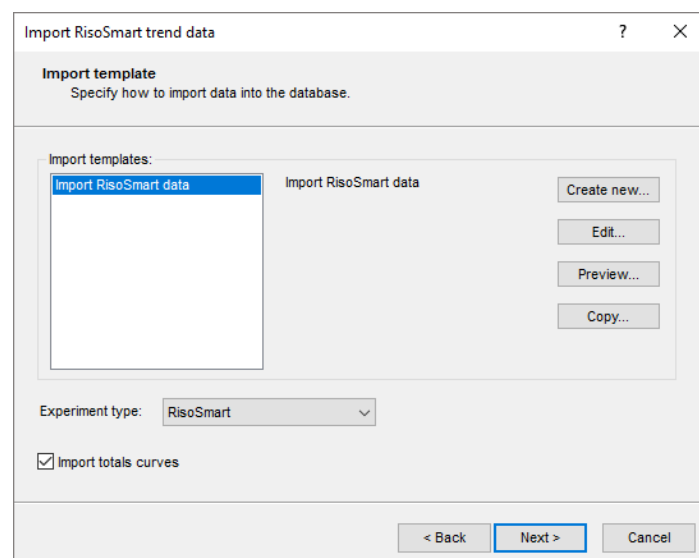 Import RisoSmart trend data ?
Import template
Specify how to import data into the database.
Import templates:
Import RisoSmart data
Import RisoSmart data
Create new...
Edit...
Preview...
Copy...
Experiment type: RisoSmart
Import totals curves
< Back Next > Cancel